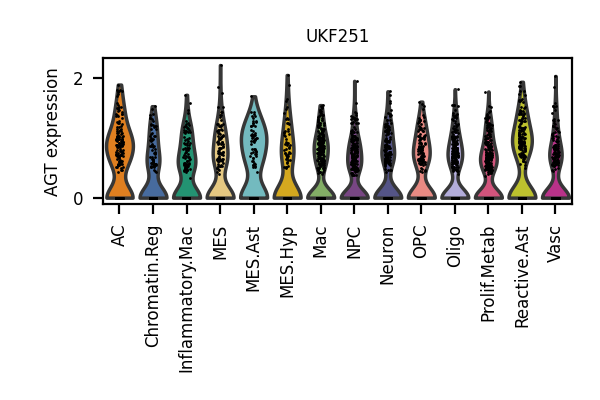 UKF251
AGT expression
2
0
AC
Chromatin.Reg
Inflammatory.Mac
MES
MES.Ast
MES.Hyp
Mac
NPC
Neuron
OPC
Oligo
Prolif.Metab
Reactive.Ast
Vasc